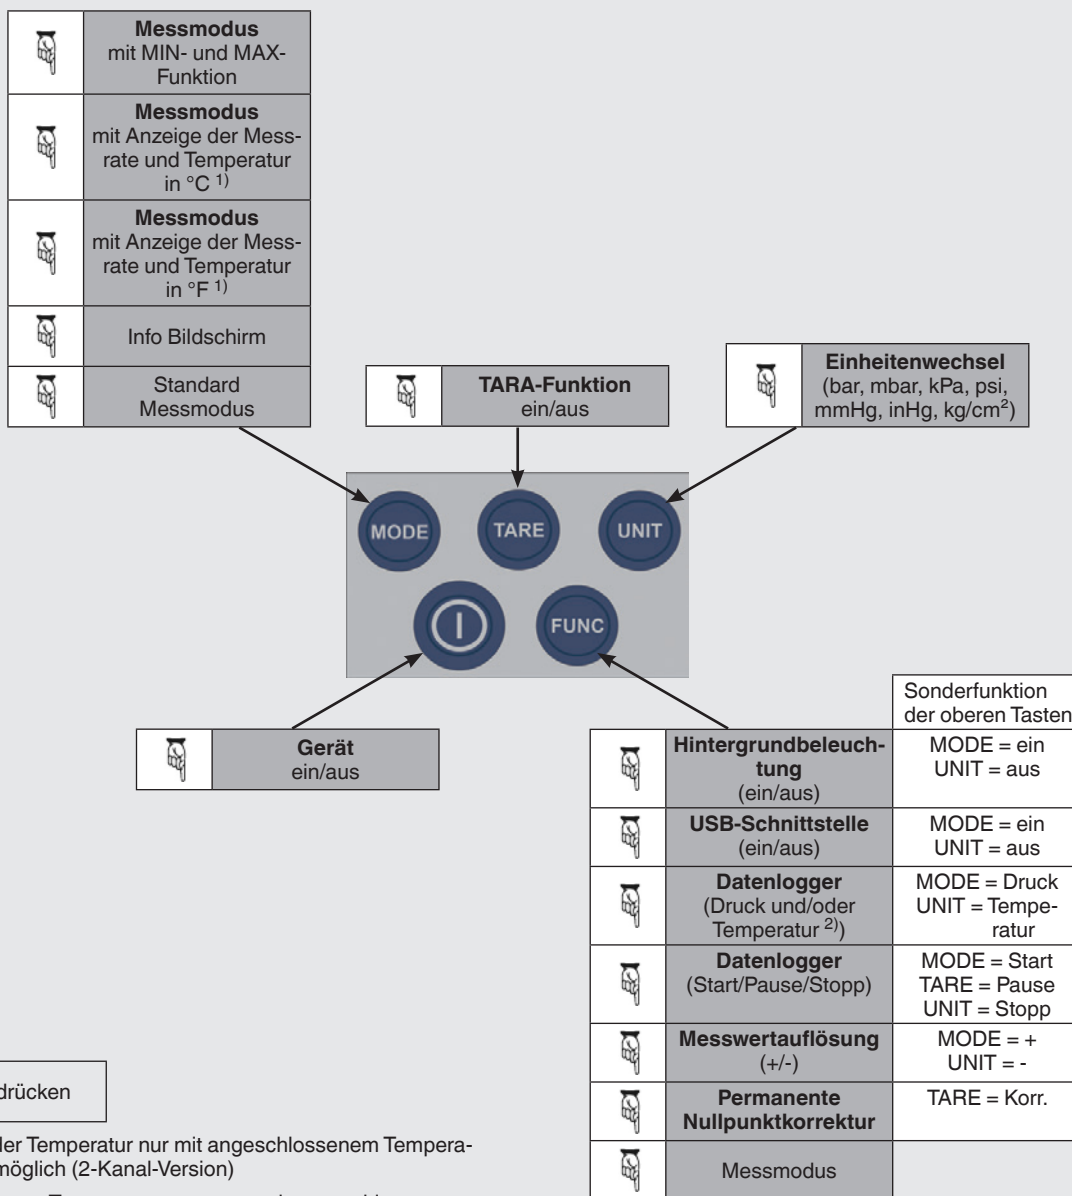 Messmodus
mit MIN- und MAX-
Funktion
Messmodus
mit Anzeige der Mess-
rate und Temperatur
in °C 1)
Messmodus
mit Anzeige der Mess-
rate und Temperatur
in °F 1)
Info Bildschirm
Standard
Messmodus
TARA-Funktion
ein/aus
Einheitenwechsel
(bar, mbar, kPa, psi,
mmHg, inHg, kg/cm²)
MODE
TARE
UNIT
FUNC
Gerät
ein/aus
Sonderfunktion
der oberen Tasten
Hintergrundbeleuch-
tung
(ein/aus)
MODE = ein
UNIT = aus
USB-Schnittstelle
(ein/aus)
MODE = ein
UNIT = aus
Datenlogger
(Druck und/oder
Temperatur 2))
MODE = Druck
UNIT = Tempe-
ratur
Datenlogger
(Start/Pause/Stopp)
MODE = Start
TARE = Pause
UNIT = Stopp
Messwertauflösung
(+/-)
MODE = +
UNIT = -
Permanente
Nullpunktkorrektur
TARE = Korr.
Messmodus
drücken
der Temperatur nur mit angeschlossenem Tempera-
möglich (2-Kanal-Version)